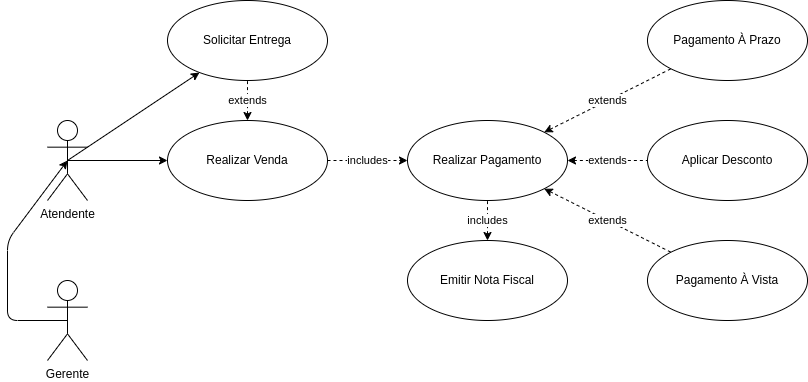 Solicitar Entrega
Pagamento À Prazo
extends
extends
Realizar Venda
includes
Realizar Pagamento
extends
Aplicar Desconto
Atendente
includes
extends
Emitir Nota Fiscal
Pagamento À Vista
Gerente